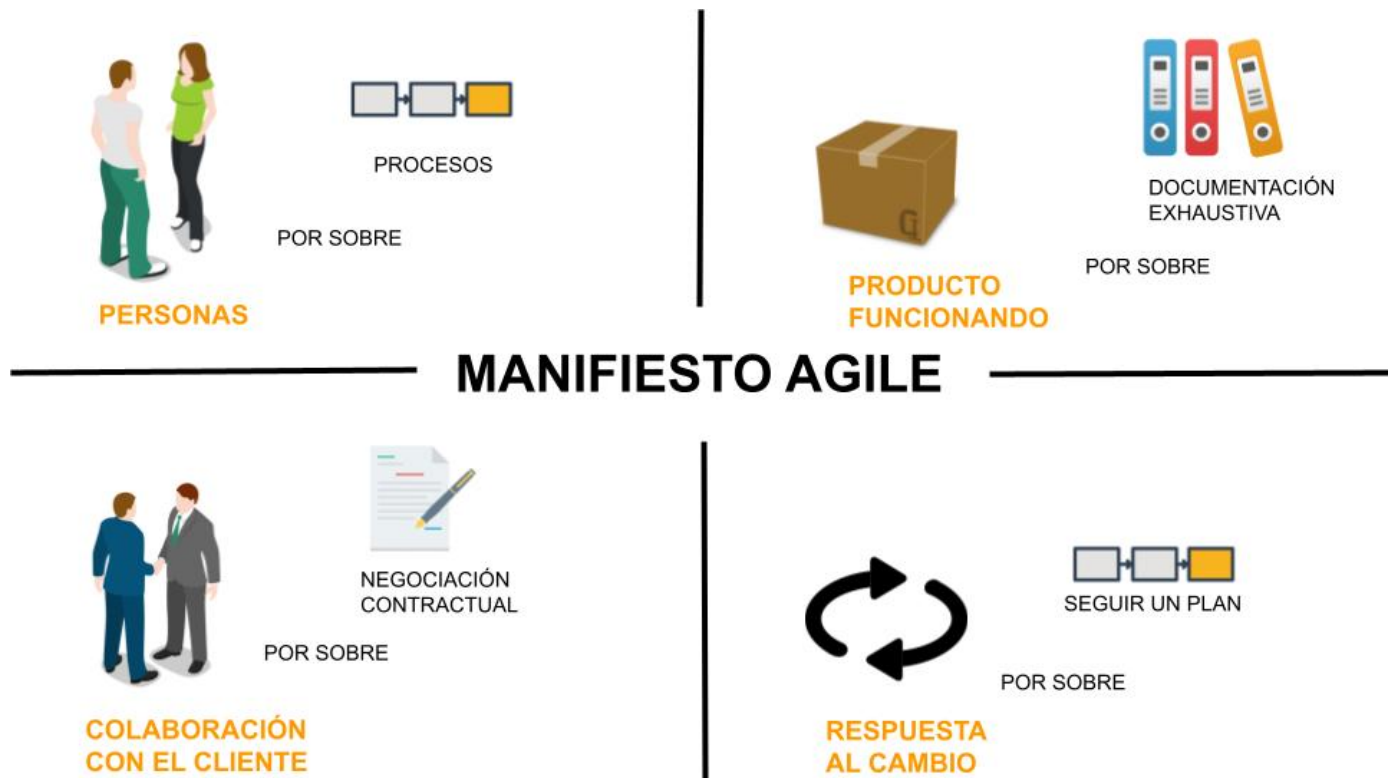 PROCESOS
POR SOBRE
PERSONAS
DOCUMENTACIÓN
EXHAUSTIVA
POR SOBRE
PRODUCTO
FUNCIONANDO
MANIFIESTO AGILE
NEGOCIACIÓN
CONTRACTUAL
POR SOBRE
COLABORACIÓN
CON EL CLIENTE
SEGUIR UN PLAN
POR SOBRE
RESPUESTA
AL CAMBIO